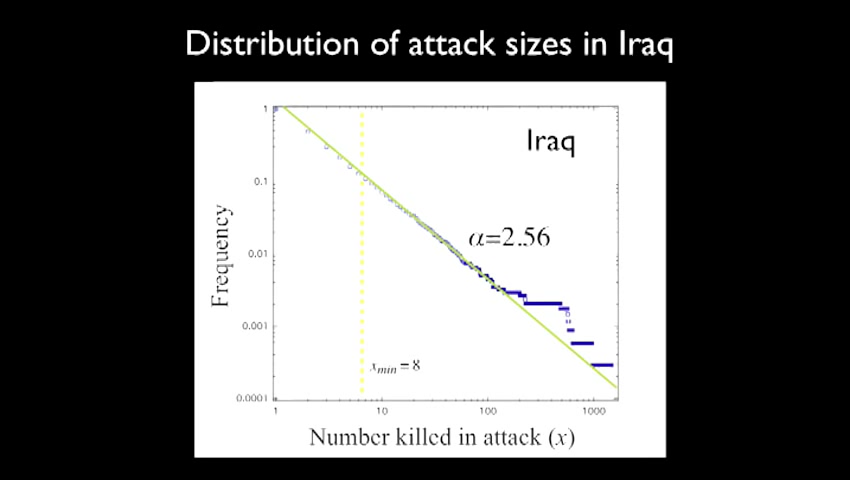 Distribution of attack sizes in Iraq
Iraq
1
0.1
0.01
0.001
0.0001
Frequency
α=2.56
xmin = 8
1
10
100
1000
Number killed in attack (x)